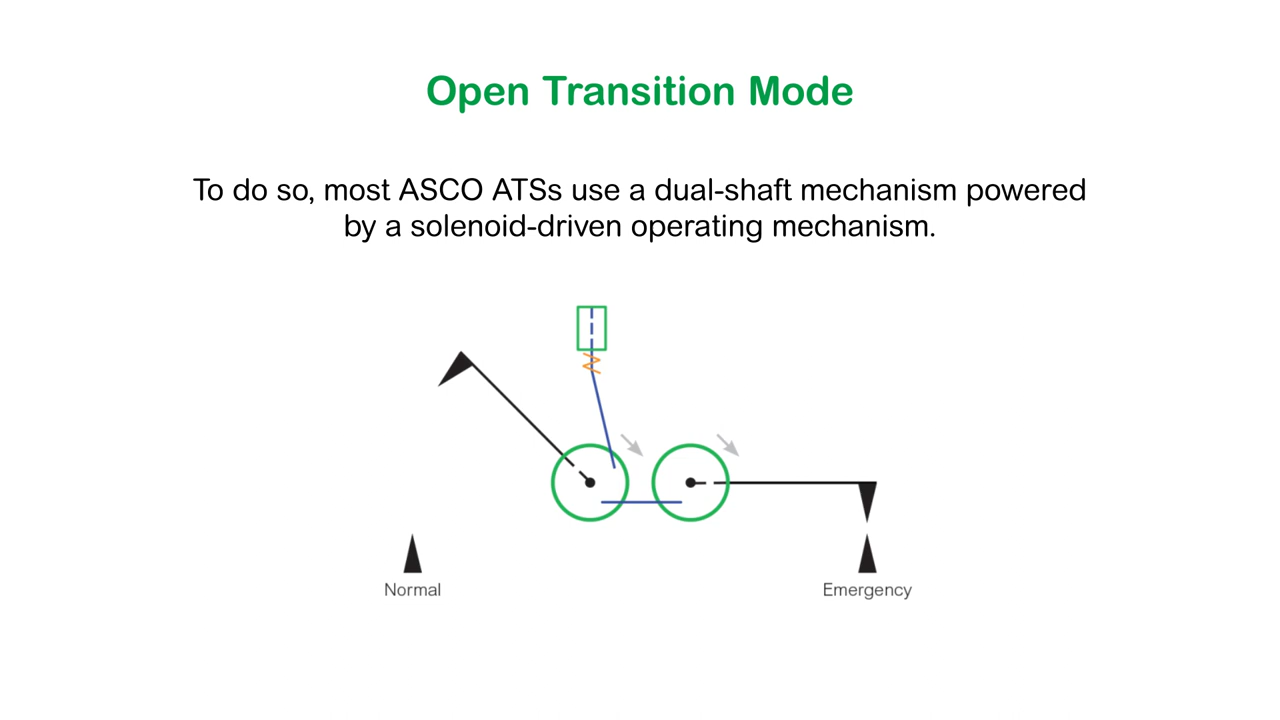 Open Transition Mode
To do so, most ASCO ATSs use a dual-shaft mechanism powered
by a solenoid-driven operating mechanism.
Normal
Emergency